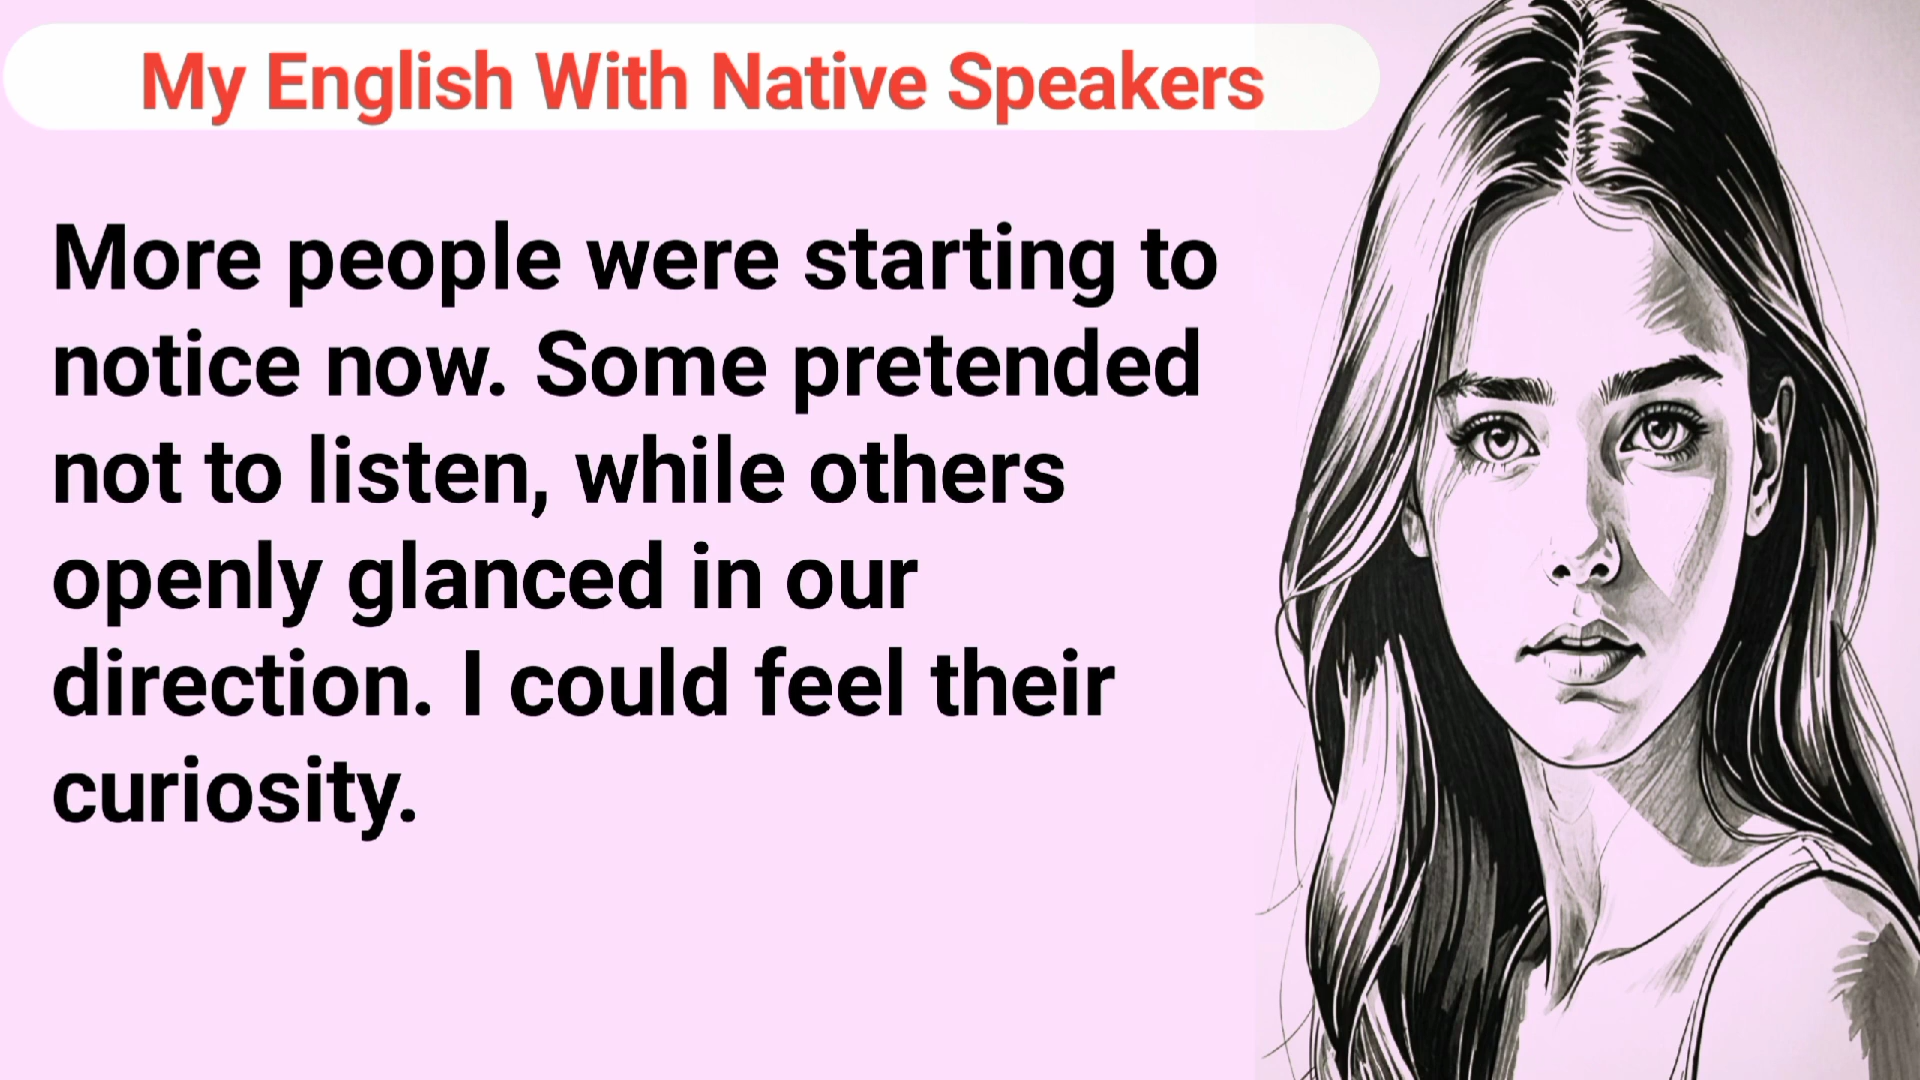 My English With Native Speakers
More people were starting to
notice now. Some pretended
not to listen, while others
openly glanced in our
direction. I could feel their
curiosity.